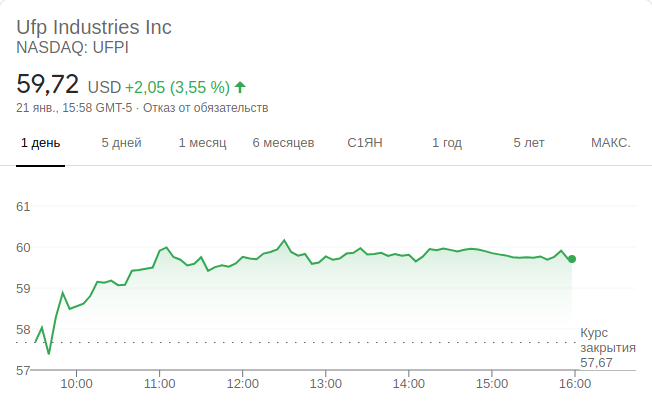 Ufp Industries Inc
NASDAQ: UFPI
59,72 USD +2,05 (3,55 %)
21 янв., 15:58 GMT-5 · Отказ от обязательств
1 день 5 дней 1 месяц 6 месяцев С1ЯН 1 год 5 лет МАКС.
61
60
59
58
57
Курс
закрытия
57,67
10:00 11:00 12:00 13:00 14:00 15:00 16:00